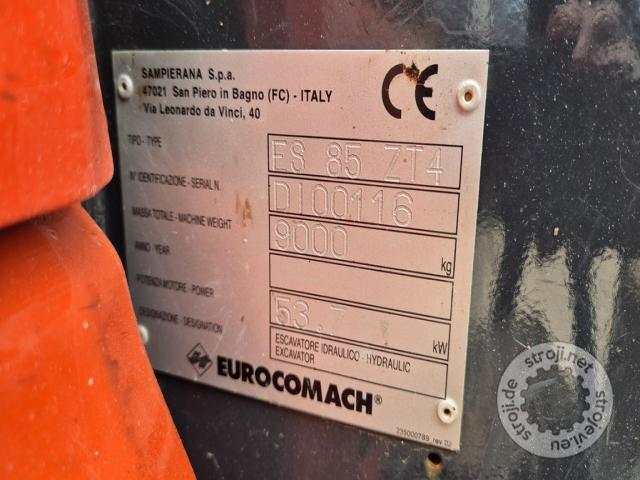 SAMPIERANA S.p.a.
47021 San Piero in Bagno (FC) - ITALY
Via Leonardo da Vinci, 40
CE
TIPO - TYPE
ES 85 ZT4
N° IDENTIFICAZIONE - SERIAL N.
DI00116
MASSA TOTALE - MACHINE WEIGHT
9000
kg
ANNO - YEAR
POTENZA MOTORE - POWER
53.7
kW
DESIGNAZIONE - DESIGNATION
ESCAVATORE IDRAULICO - HYDRAULIC
EXCAVATOR
EUROCOMACH®
235000789 rev 02
stroji.de
stroji.net
strojevi.eu